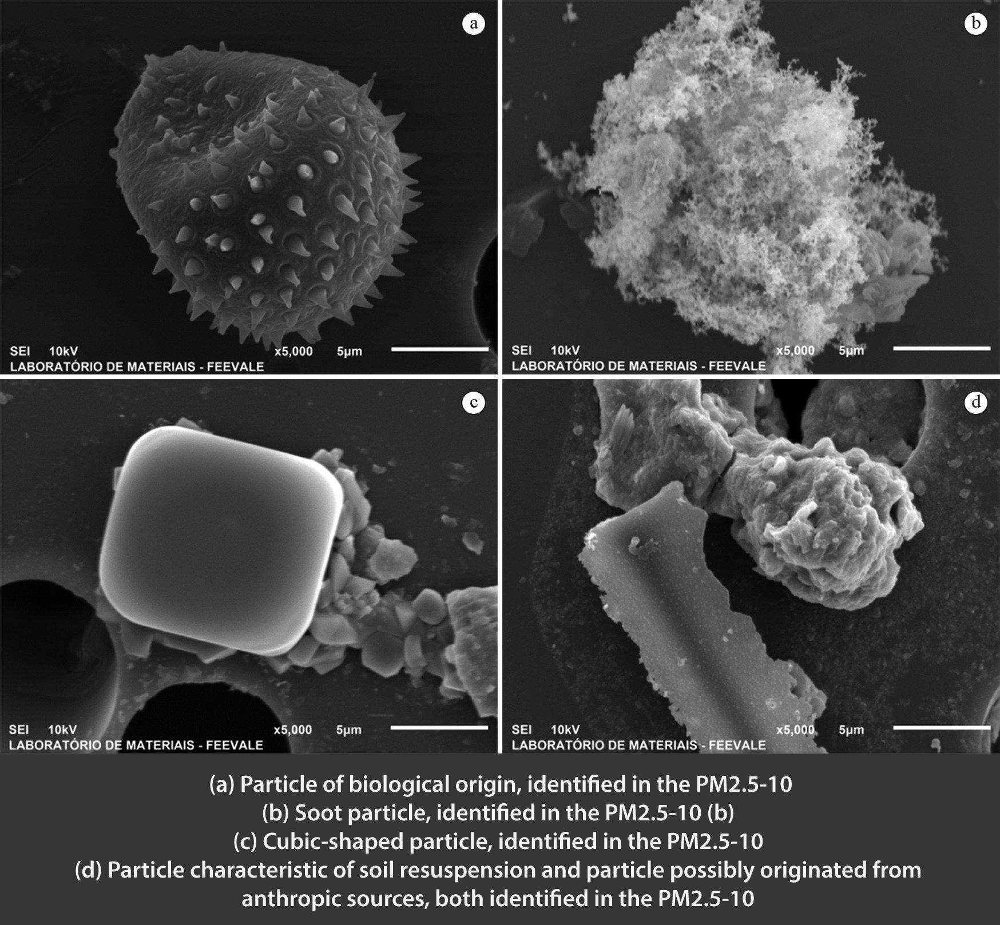 a
b
SEI 10kV x5,000 5µm
LABORATÓRIO DE MATERIAIS - FEEVALE
SEI 10kV x5,000 5µm
LABORATÓRIO DE MATERIAIS - FEEVALE
c
d
SEI 10kV x5,000 5µm
LABORATÓRIO DE MATERIAIS - FEEVALE
SEI 10kV x5,000 5µm
LABORATÓRIO DE MATERIAIS - FEEVALE
(a) Particle of biological origin, identified in the PM2.5-10
(b) Soot particle, identified in the PM2.5-10 (b)
(c) Cubic-shaped particle, identified in the PM2.5-10
(d) Particle characteristic of soil resuspension and particle possibly originated from
anthropic sources, both identified in the PM2.5-10